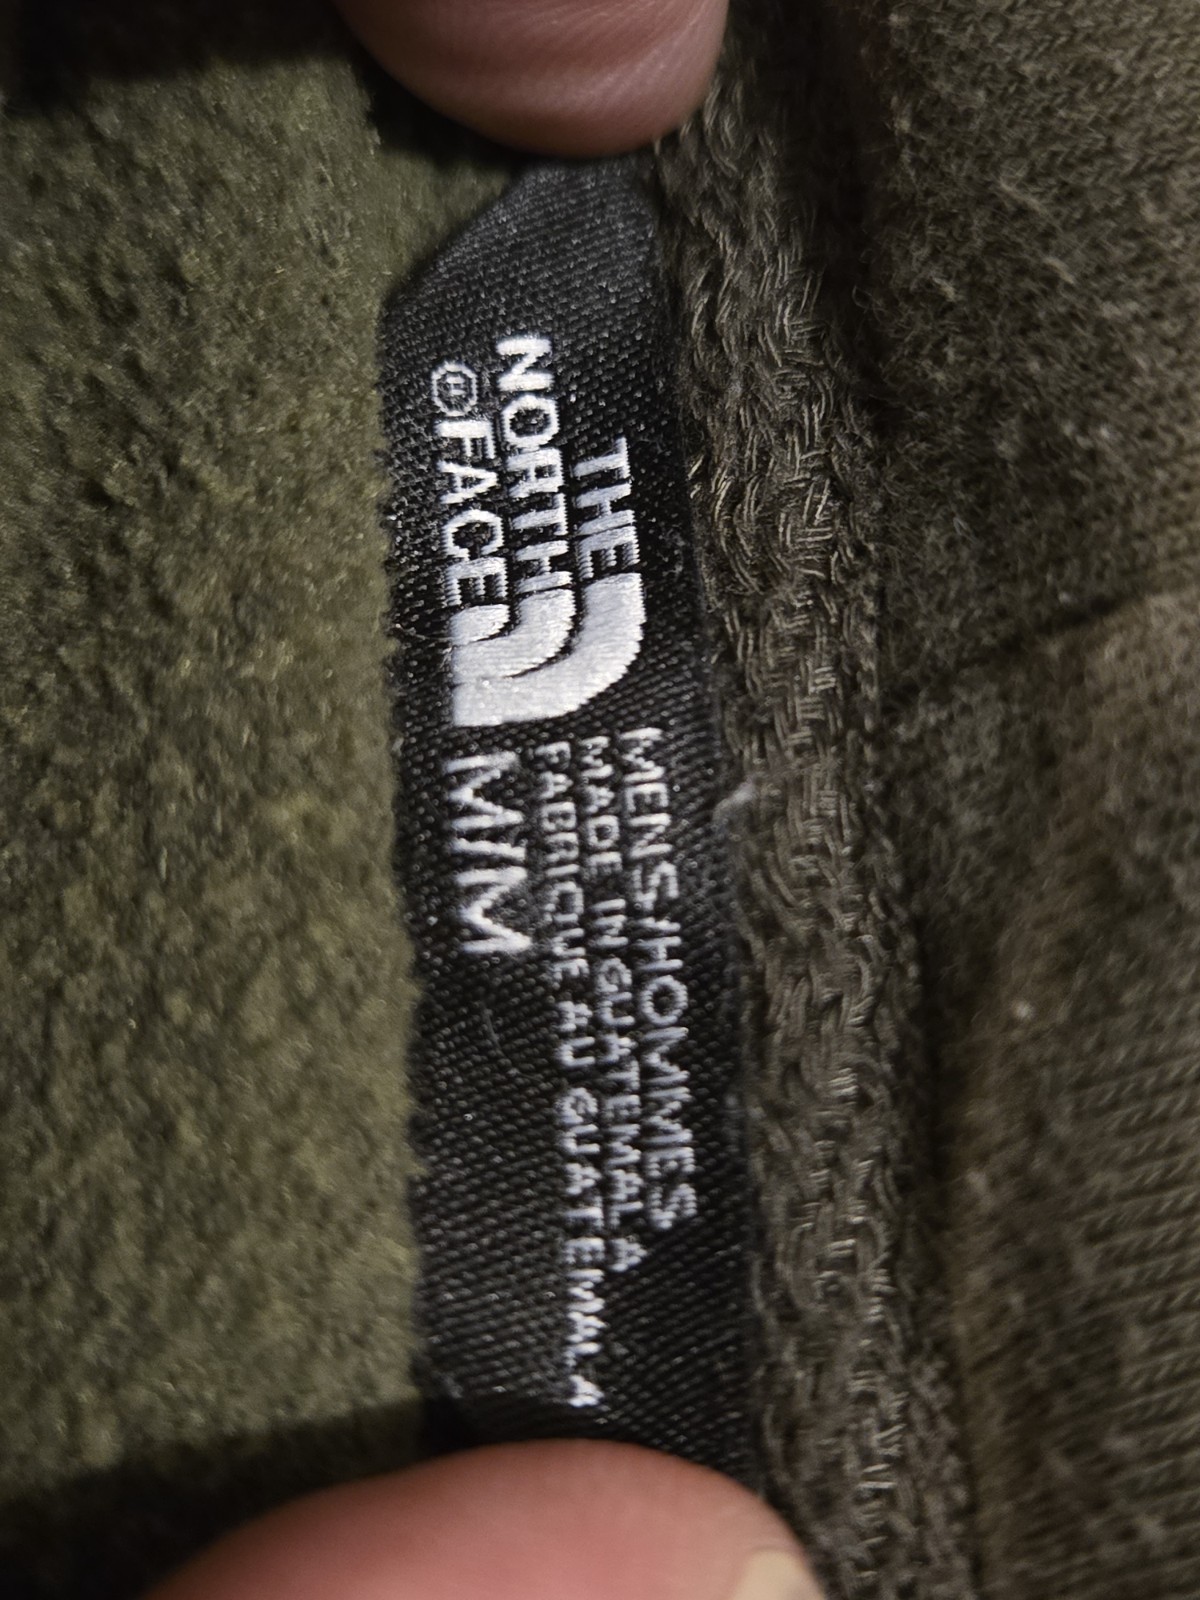 THE
NORTH
FACE
MENS/HOMMES
MADE IN GUATEMALA
FABRIQUE AU GUATEMALA
M/M